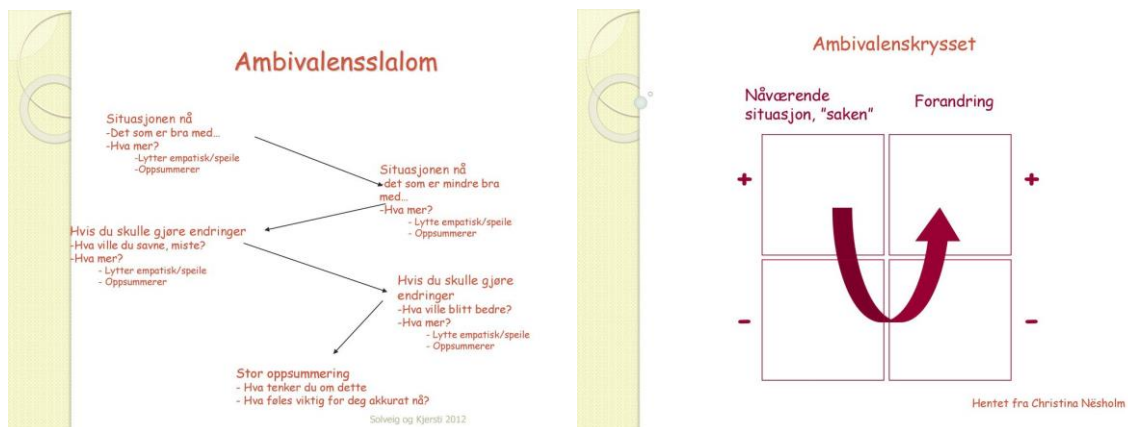 Ambivalensslalom
Situasjonen nå
-Det som er bra med...
-Hva mer?
-Lytter empatisk/speile
-Oppsummerer
Situasjonen nå
-det som er mindre bra
med...
-Hva mer?
- Lytte empatisk/speile
- Oppsummerer
Hvis du skulle gjøre endringer
-Hva ville du savne, miste?
-Hva mer?
- Lytter empatisk/speile
- Oppsummerer
Hvis du skulle gjøre
endringer
-Hva ville blitt bedre?
-Hva mer?
- Lytte empatisk/speile
- Oppsummerer
Stor oppsummering
- Hva tenker du om dette
- Hva føles viktig for deg akkurat nå?
Solveig og Kjersti 2012
Ambivalenskrysset
Nåværende
situasjon, "saken"
Forandring
+ +
- -
Hentet fra Christina Nësholm